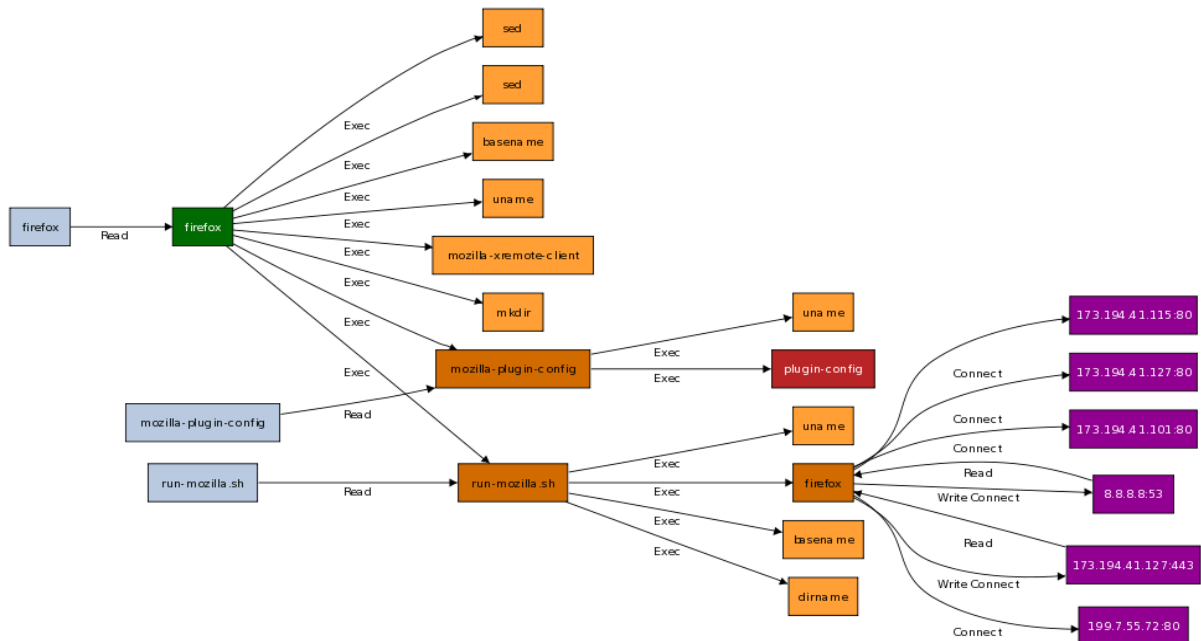 sed
sed
Exec
basename
Exec
uname
Exec
firefox
Read
firefox
Exec
mozilla-xremote-client
Exec
mkdir
Exec
uname
173.194.41.115:80
Exec
Exec
mozilla-plugin-config
Exec
plugin-config
Connect
173.194.41.127:80
Exec
mozilla-plugin-config
Read
uname
Connect
173.194.41.101:80
Connect
run-mozilla.sh
Read
run-mozilla.sh
Exec
Exec
firefox
Read
Write Connect
8.8.8.8:53
Exec
basename
Read
Exec
173.194.41.127:443
dirname
Write Connect
199.7.55.72:80
Connect